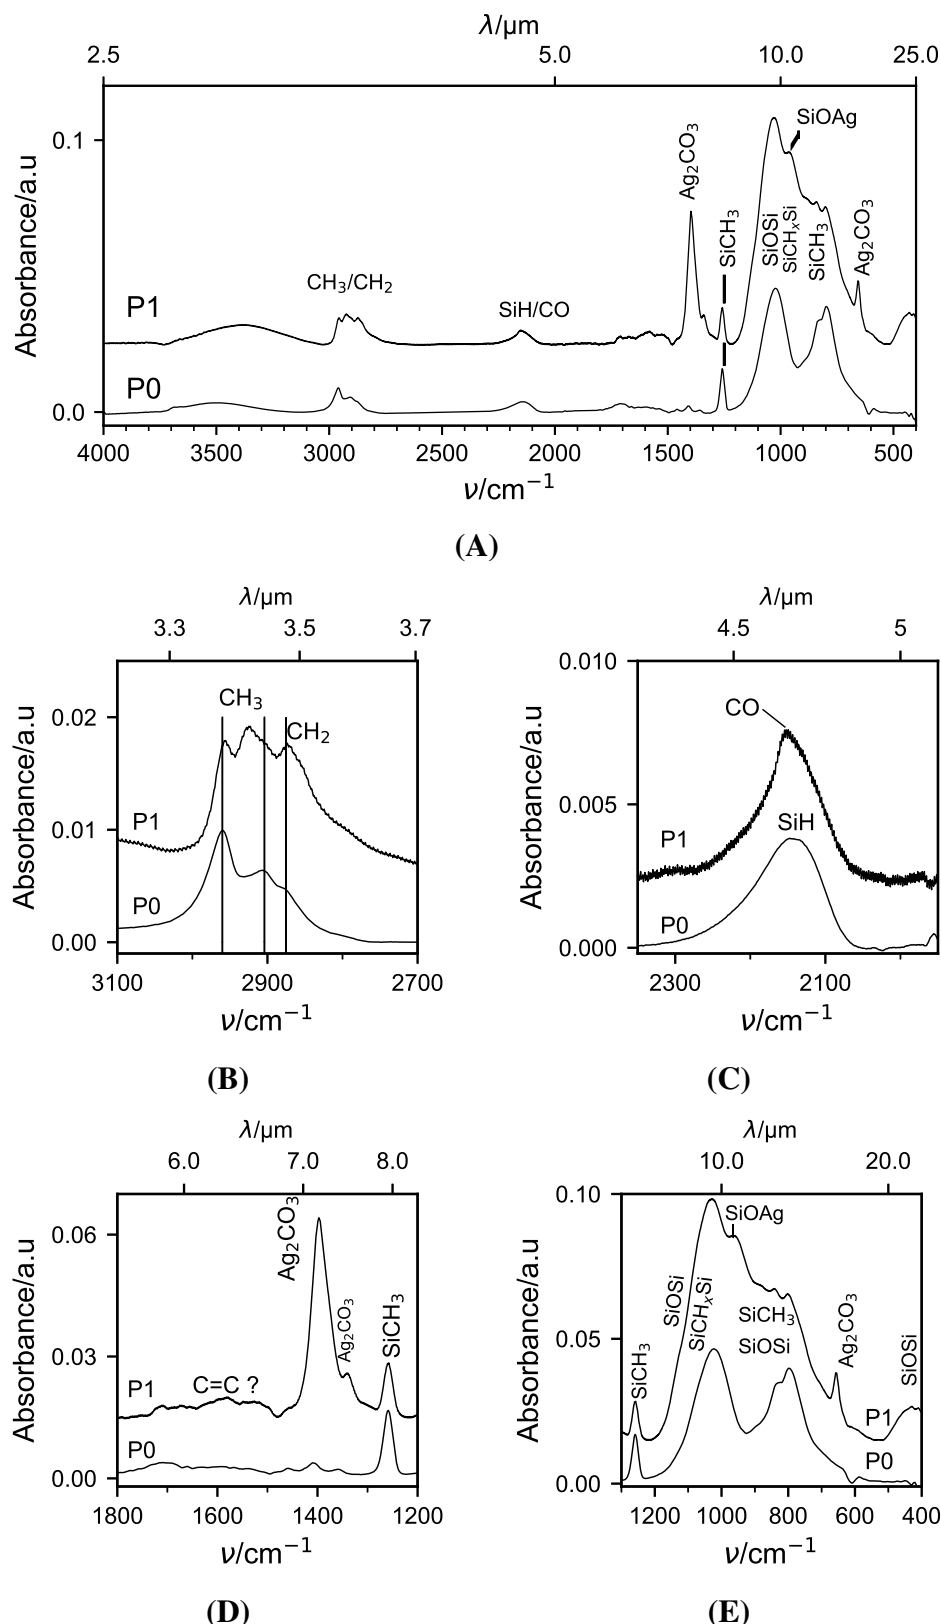 λ/μm
2.5 5.0 10.0 25.0
Absorbance/a.u
0.1
0.0
P1
P0
CH₃/CH₂
SiH/CO
Ag₂CO₃
SiCH₃
SiOAg
SiOSi
SiCHₓSi
SiCH₃
Ag₂CO₃
4000 3500 3000 2500 2000 1500 1000 500
ν/cm⁻¹
(A)
λ/μm
3.3 3.5 3.7
Absorbance/a.u
0.02
0.01
0.00
CH₃
CH₂
P1
P0
3100 2900 2700
ν/cm⁻¹
(B)
λ/μm
4.5 5
Absorbance/a.u
0.010
0.005
0.000
CO
SiH
P1
P0
2300 2100
ν/cm⁻¹
(C)
λ/μm
6.0 7.0 8.0
Absorbance/a.u
0.06
0.03
0.00
Ag₂CO₃
Ag₂CO₃
SiCH₃
C=C ?
P1
P0
1800 1600 1400 1200
ν/cm⁻¹
(D)
λ/μm
10.0 20.0
Absorbance/a.u
0.10
0.05
0.00
SiOAg
SiCH₃
SiOSi
SiCHₓSi
SiCH₃
SiOSi
Ag₂CO₃
SiOSi
P1
P0
1200 1000 800 600 400
ν/cm⁻¹
(E)